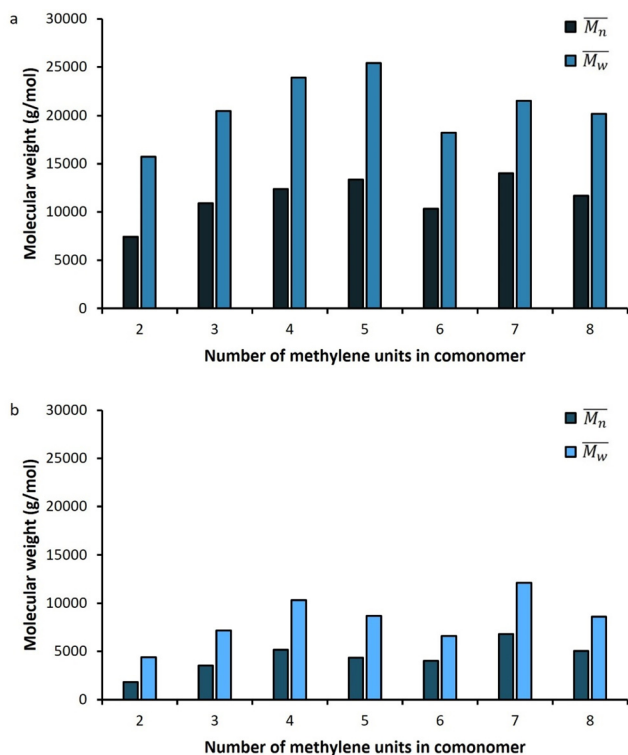 a
30000
25000
20000
15000
10000
5000
0
Molecular weight (g/mol)
2 3 4 5 6 7 8
Number of methylene units in comonomer
Mn
Mw
b
30000
25000
20000
15000
10000
5000
0
Molecular weight (g/mol)
2 3 4 5 6 7 8
Number of methylene units in comonomer
Mn
Mw